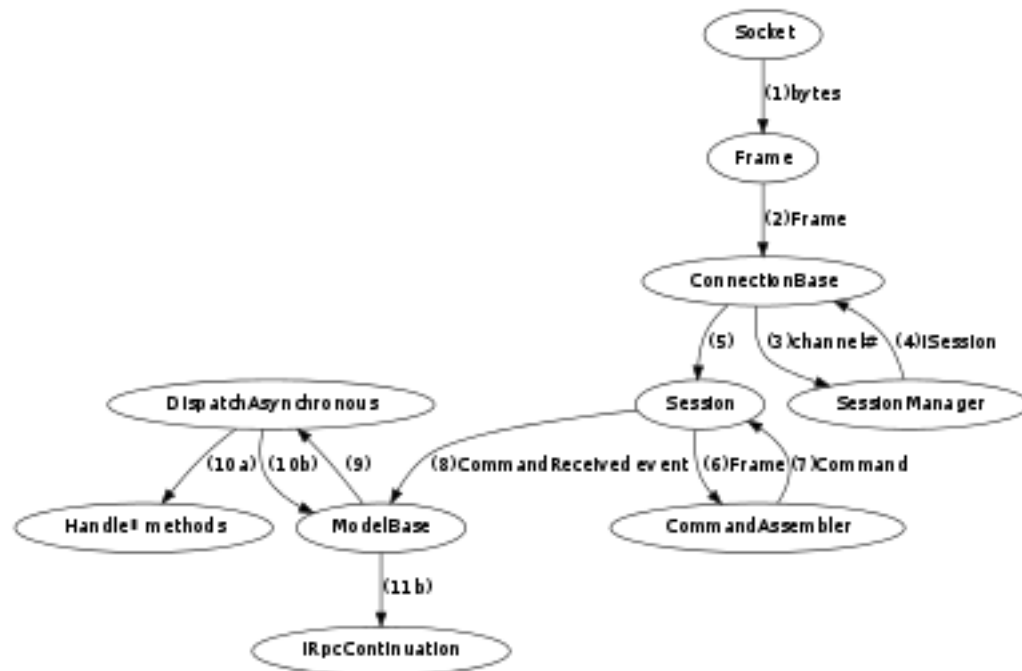 Socket
(1)bytes
Frame
(2)Frame
ConnectionBase
(5)
(3)channel#
(4)ISession
DispatchAsynchronous
Session
SessionManager
(10a)
(10b)
(9)
(8)CommandReceived event
(6)Frame
(7)Command
Handle* methods
ModelBase
CommandAssembler
(11b)
IRpcContinuation